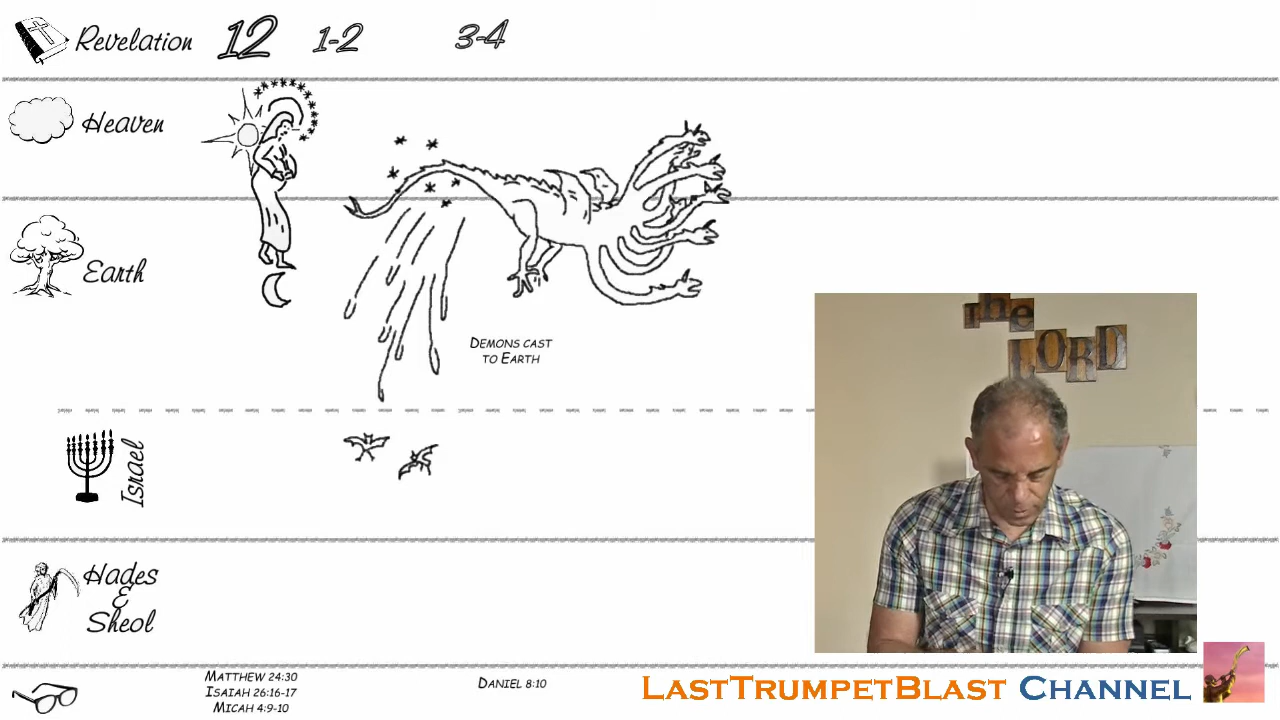 Revelation 12 1-2 3-4
Heaven
Earth
DEMONS CAST
TO EARTH
The
LORD
Israel
Hades
&
Sheol
MATTHEW 24:30
ISAIAH 26:16-17
MICAH 4:9-10
DANIEL 8:10
LASTTRUMPETBLAST CHANNEL